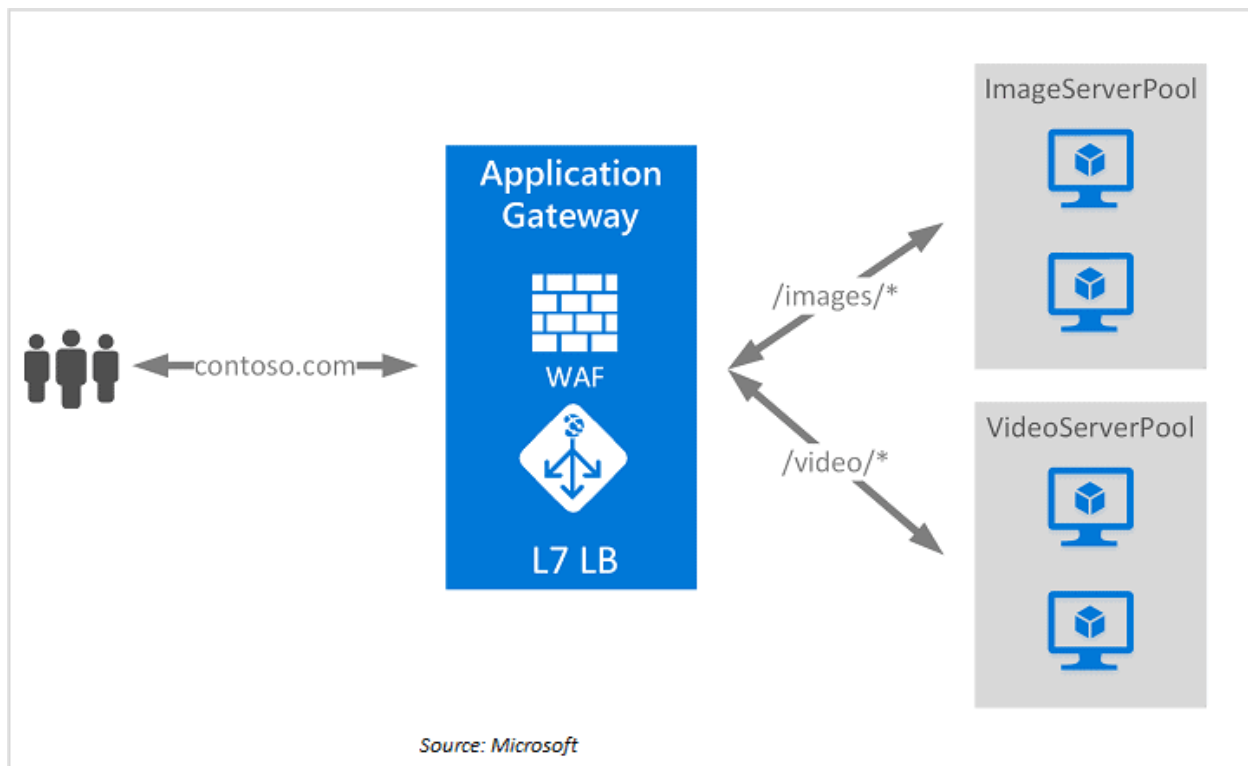 Application
Gateway
WAF
L7 LB
contoso.com
/images/*
/video/*
ImageServerPool
VideoServerPool
Source: Microsoft